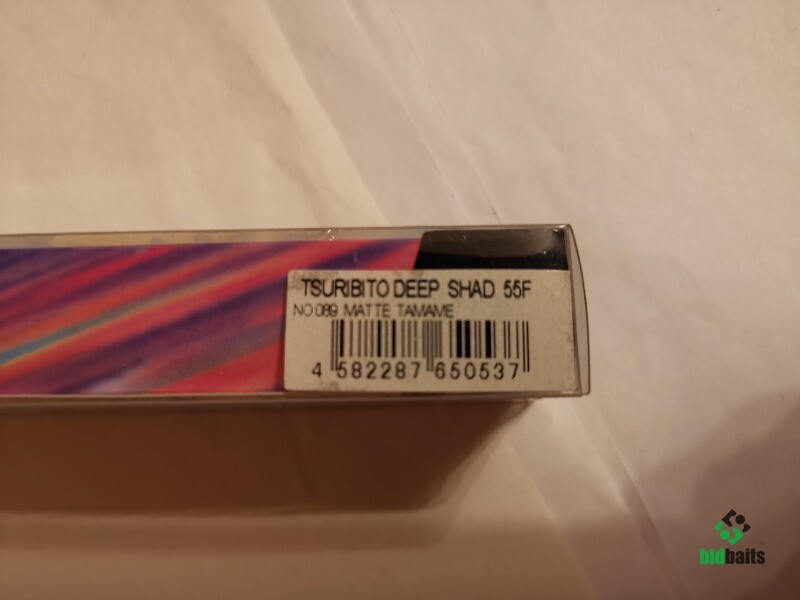 TSURIBITO DEEP SHAD 55F
NO 089 MATTE TAMAME
4 582287 650537
bidbaits